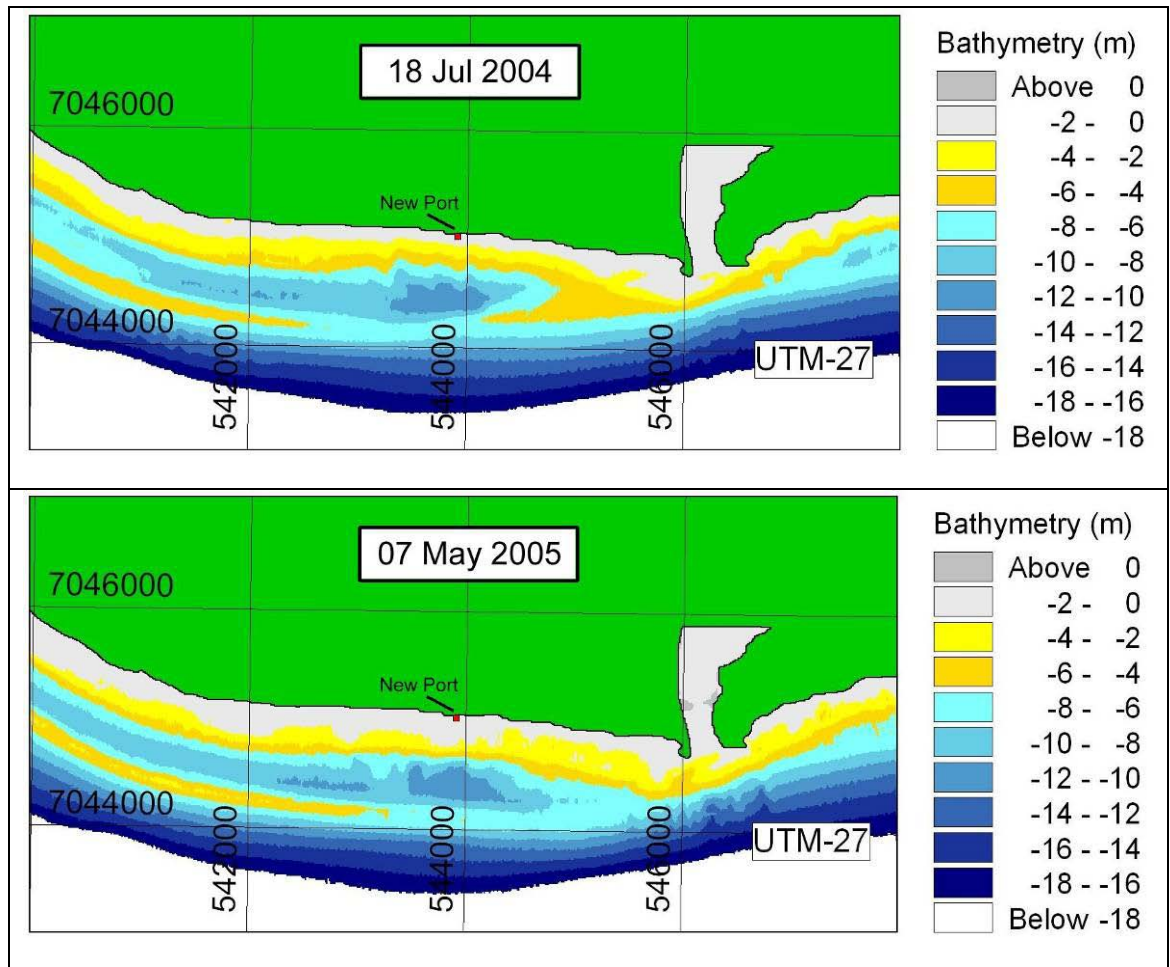 18 Jul 2004
7046000
New Port
7044000
542000
544000
546000
UTM-27
Bathymetry (m)
Above 0
-2 - 0
-4 - -2
-6 - -4
-8 - -6
-10 - -8
-12 - -10
-14 - -12
-16 - -14
-18 - -16
Below -18
07 May 2005
7046000
New Port
7044000
542000
544000
546000
UTM-27
Bathymetry (m)
Above 0
-2 - 0
-4 - -2
-6 - -4
-8 - -6
-10 - -8
-12 - -10
-14 - -12
-16 - -14
-18 - -16
Below -18